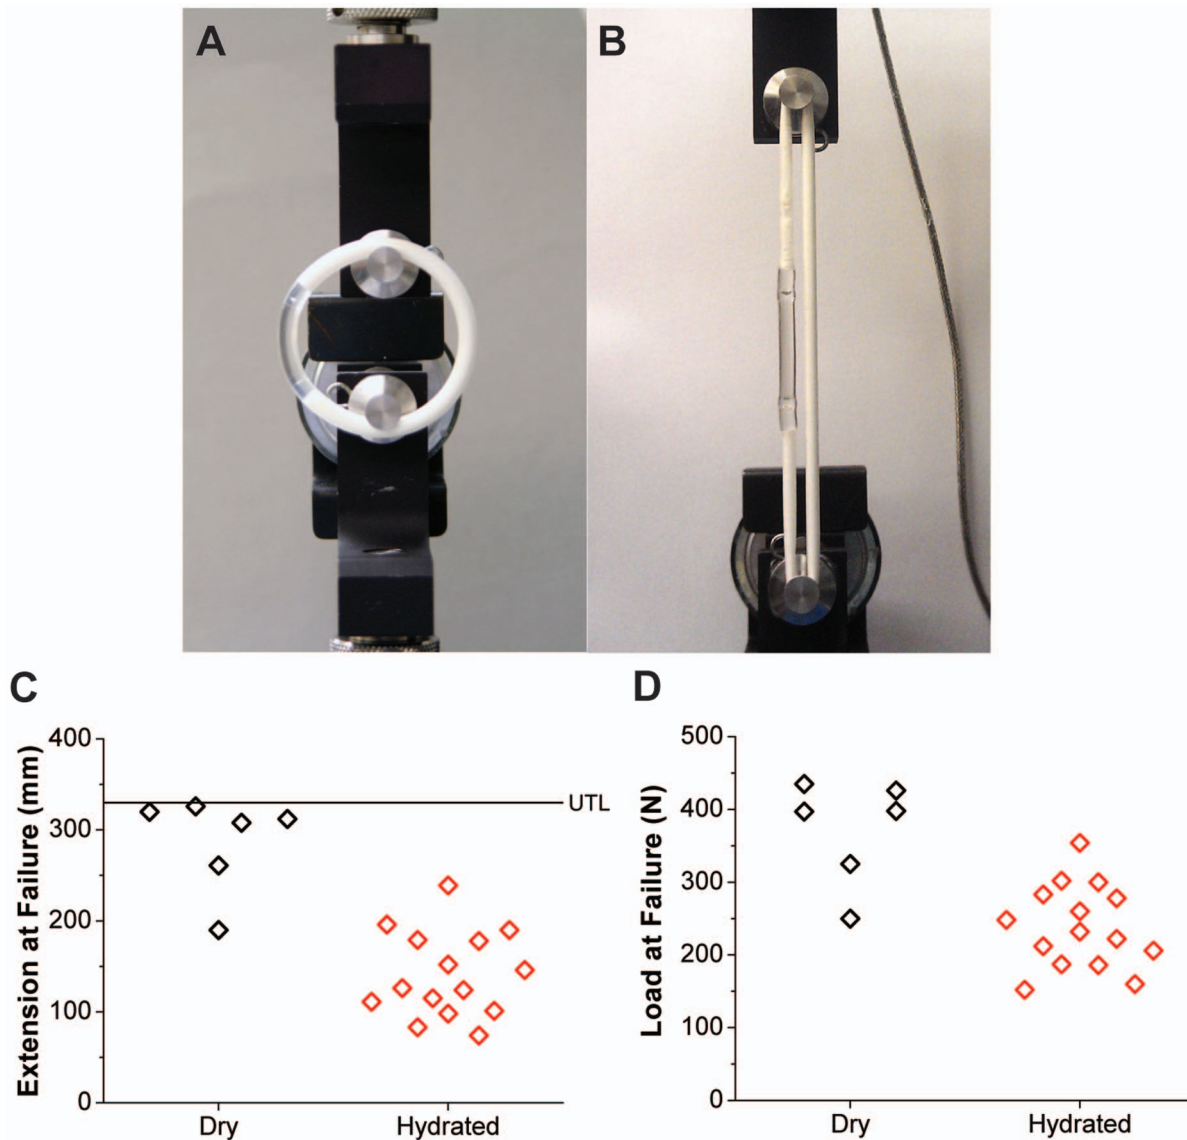 A
B
C
D
Extension at Failure (mm)
400
300
200
100
0
UTL
Dry
Hydrated
Load at Failure (N)
500
400
300
200
100
0
Dry
Hydrated